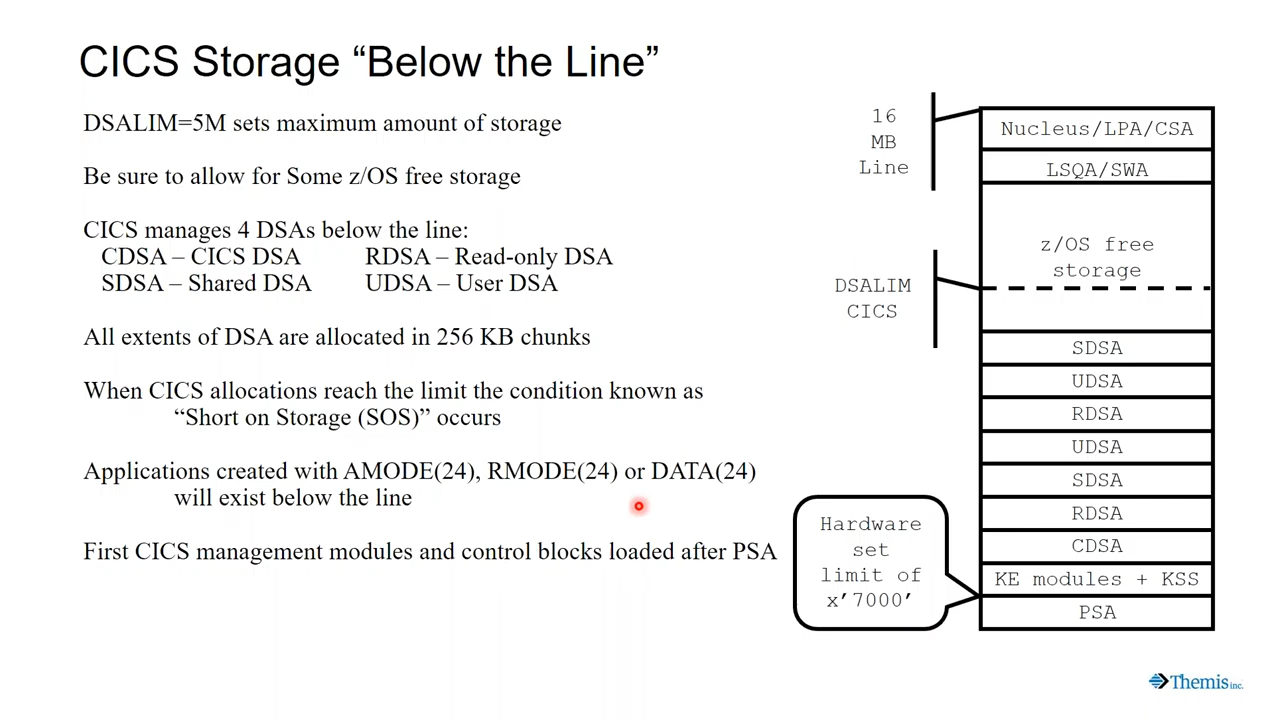 CICS Storage “Below the Line”
DSALIM=5M sets maximum amount of storage
Be sure to allow for Some z/OS free storage
CICS manages 4 DSAs below the line:
CDSA – CICS DSA RDSA – Read-only DSA
SDSA – Shared DSA UDSA – User DSA
All extents of DSA are allocated in 256 KB chunks
When CICS allocations reach the limit the condition known as
“Short on Storage (SOS)” occurs
Applications created with AMODE(24), RMODE(24) or DATA(24)
will exist below the line
First CICS management modules and control blocks loaded after PSA
16
MB
Line
DSALIM
CICS
Hardware
set
limit of
x’7000’
Nucleus/LPA/CSA
LSQA/SWA
z/OS free
storage
SDSA
UDSA
RDSA
UDSA
SDSA
RDSA
CDSA
KE modules + KSS
PSA
Themis inc.